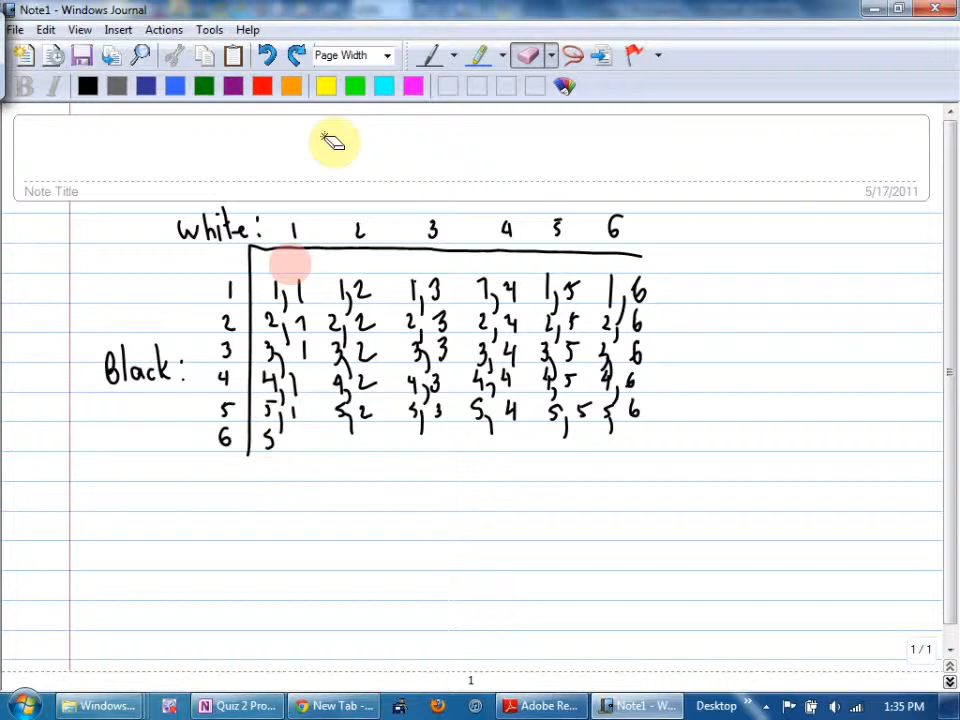 Note1 - Windows Journal
File Edit View Insert Actions Tools Help
Page Width
B I
Note Title 5/17/2011
White: 1 2 3 4 5 6
1 1,1 1,2 1,3 1,4 1,5 1,6
2 2,1 2,2 2,3 2,4 2,5 2,6
3 3,1 3,2 3,3 3,4 3,5 3,6
Black:
4 4,1 4,2 4,3 4,4 4,5 4,6
5 5,1 5,2 5,3 5,4 5,5 5,6
6 5
1 / 1
1
Windows... Quiz 2 Pro... New Tab -... Adobe Re... Note1 - W... Desktop » 1:35 PM